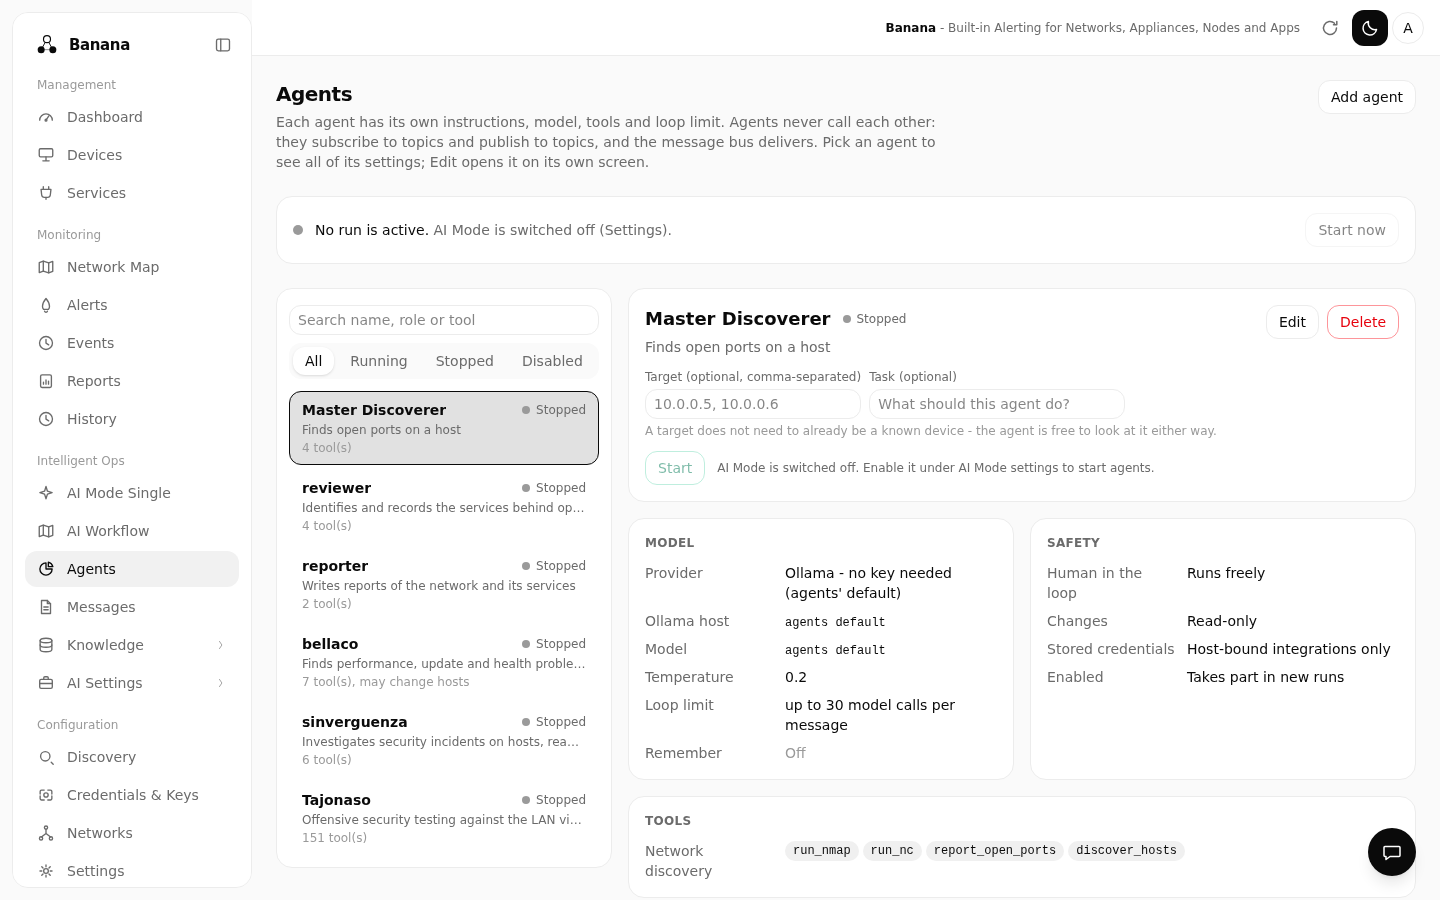 Banana
Management
Dashboard
Devices
Services
Monitoring
Network Map
Alerts
Events
Reports
History
Intelligent Ops
AI Mode Single
AI Workflow
Agents
Messages
Knowledge
AI Settings
Configuration
Discovery
Credentials & Keys
Networks
Settings
Banana - Built-in Alerting for Networks, Appliances, Nodes and Apps
A
Agents
Each agent has its own instructions, model, tools and loop limit. Agents never call each other:
they subscribe to topics and publish to topics, and the message bus delivers. Pick an agent to
see all of its settings; Edit opens it on its own screen.
Add agent
No run is active. AI Mode is switched off (Settings).
Start now
Search name, role or tool
All Running Stopped Disabled
Master Discoverer Stopped
Finds open ports on a host
4 tool(s)
reviewer Stopped
Identifies and records the services behind op...
4 tool(s)
reporter Stopped
Writes reports of the network and its services
2 tool(s)
bellaco Stopped
Finds performance, update and health proble...
7 tool(s), may change hosts
sinverguenza Stopped
Investigates security incidents on hosts, rea...
6 tool(s)
Tajonaso Stopped
Offensive security testing against the LAN vi...
151 tool(s)
Master Discoverer Stopped
Edit Delete
Finds open ports on a host
Target (optional, comma-separated) Task (optional)
10.0.0.5, 10.0.0.6 What should this agent do?
A target does not need to already be a known device - the agent is free to look at it either way.
Start AI Mode is switched off. Enable it under AI Mode settings to start agents.
MODEL
Provider Ollama - no key needed
(agents' default)
Ollama host agents default
Model agents default
Temperature 0.2
Loop limit up to 30 model calls per
message
Remember Off
SAFETY
Human in the Runs freely
loop
Changes Read-only
Stored credentials Host-bound integrations only
Enabled Takes part in new runs
TOOLS
Network run_nmap run_nc report_open_ports discover_hosts
discovery